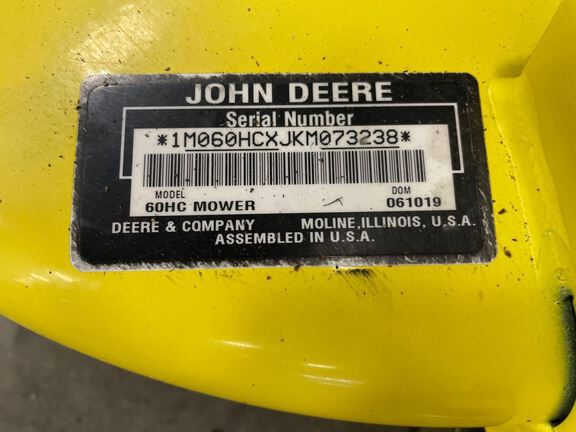 JOHN DEERE
Serial Number
*1M060HCXJKM073238*
MODEL DOM
60HC MOWER 061019
DEERE & COMPANY MOLINE, ILLINOIS, U.S.A.
ASSEMBLED IN U.S.A.